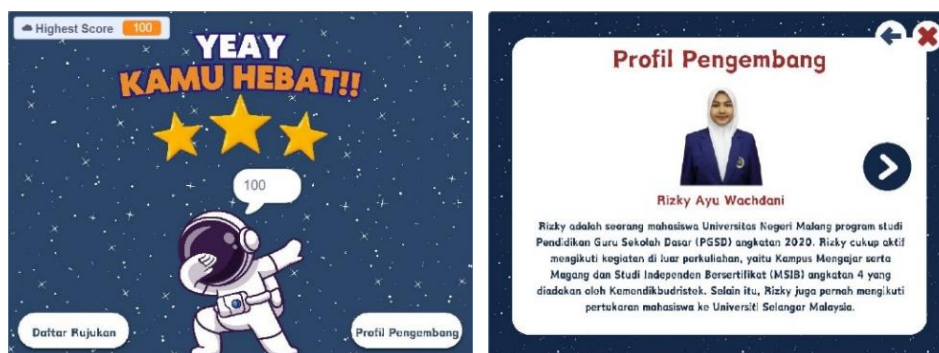 Highest Score 100
YEAY
KAMU HEBAT!!
100
Daftar Rujukan
Profil Pengembang
Profil Pengembang
Rizky Ayu Wachdani
Rizky adalah seorang mahasiswa Universitas Negeri Malang program studi
Pendidikan Guru Sekolah Dasar (PGSD) angkatan 2020. Rizky cukup aktif
mengikuti kegiatan di luar perkuliahan, yaitu Kampus Mengajar serta
Magang dan Studi Independen Bersertifikat (MSIB) angkatan 4 yang
diadakan oleh Kemendikbudristek. Selain itu, Rizky juga pernah mengikuti
pertukaran mahasiswa ke Universiti Selangor Malaysia.